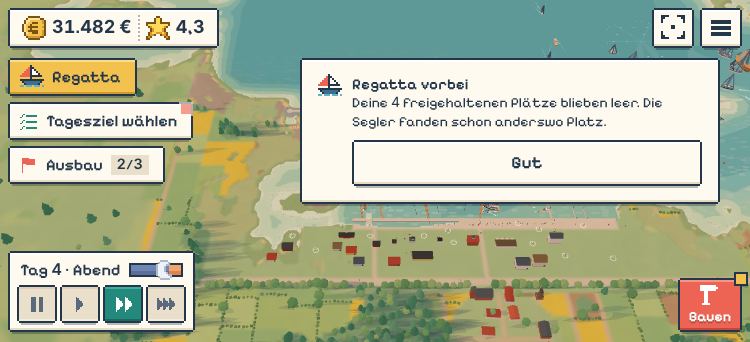 31.482 €
4,3
Regatta
Tagesziel wählen
Ausbau 2/3
Regatta vorbei
Deine 4 freigehaltenen Plätze blieben leer. Die
Segler fanden schon anderswo Platz.
Gut
Tag 4 · Abend
Bauen